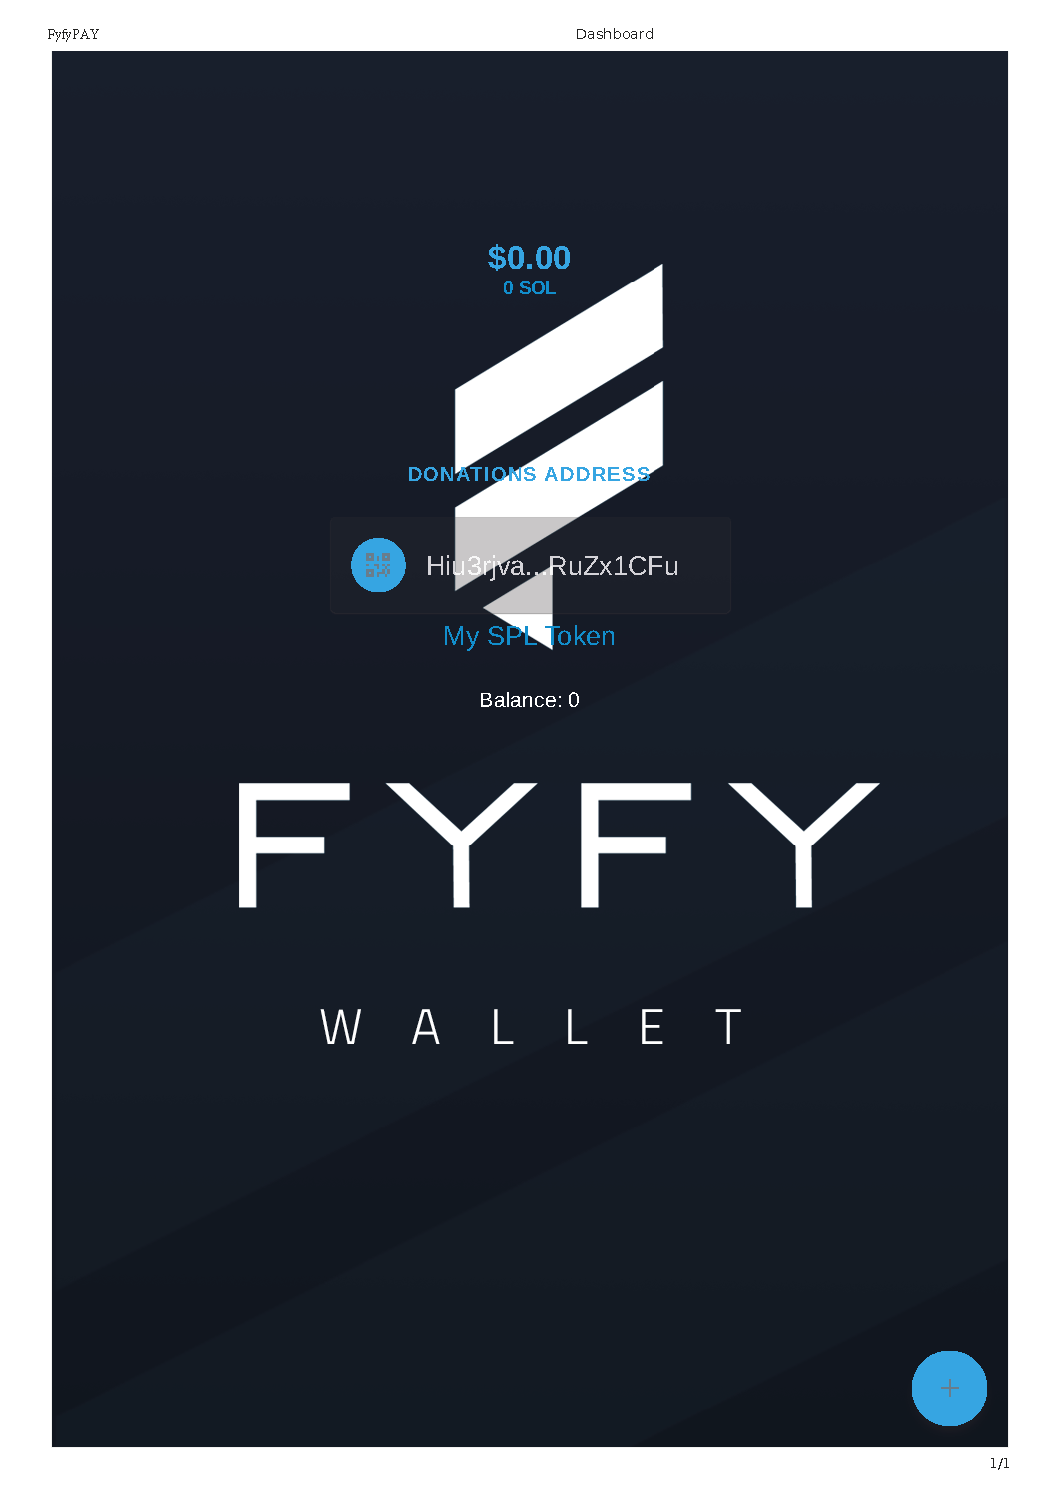 FyfyPAY
Dashboard
$0.00
0 SOL
DONATIONS ADDRESS
Hiu3rjva...RuZx1CFu
My SPL Token
Balance: 0
FYFY
WALLET
1/1